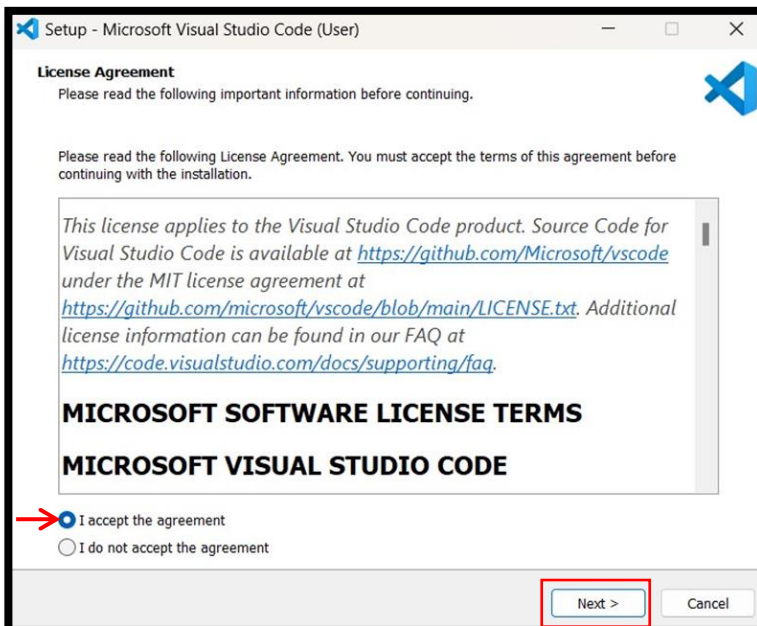 Setup - Microsoft Visual Studio Code (User)
License Agreement
Please read the following important information before continuing.
Please read the following License Agreement. You must accept the terms of this agreement before
continuing with the installation.
This license applies to the Visual Studio Code product. Source Code for
Visual Studio Code is available at https://github.com/Microsoft/vscode
under the MIT license agreement at
https://github.com/microsoft/vscode/blob/main/LICENSE.txt. Additional
license information can be found in our FAQ at
https://code.visualstudio.com/docs/supporting/faq.
MICROSOFT SOFTWARE LICENSE TERMS
MICROSOFT VISUAL STUDIO CODE
I accept the agreement
I do not accept the agreement
Next > Cancel